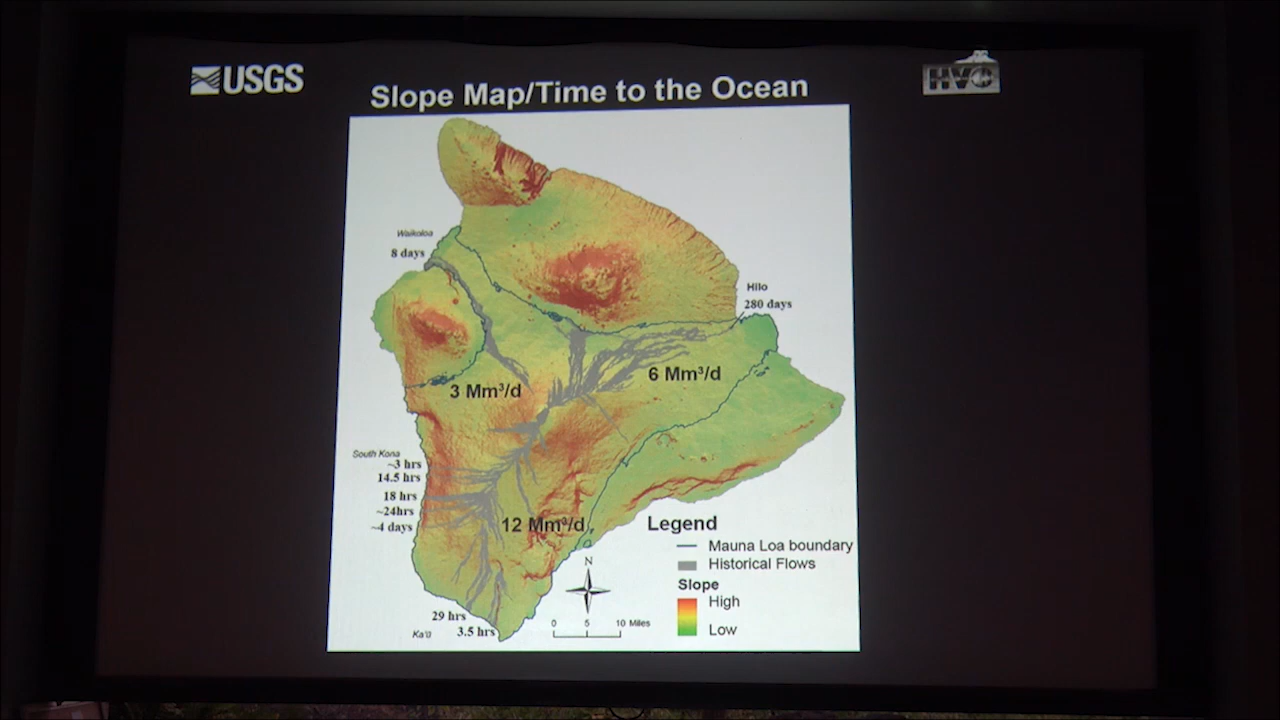 USGS
HVO
Slope Map/Time to the Ocean
Waikoloa
8 days
Hilo
280 days
3 Mm³/d
6 Mm³/d
South Kona
~3 hrs
14.5 hrs
18 hrs
~24hrs
~4 days
12 Mm³/d
29 hrs
Ka'ū
3.5 hrs
N
0 5 10 Miles
Legend
Mauna Loa boundary
Historical Flows
Slope
High
Low